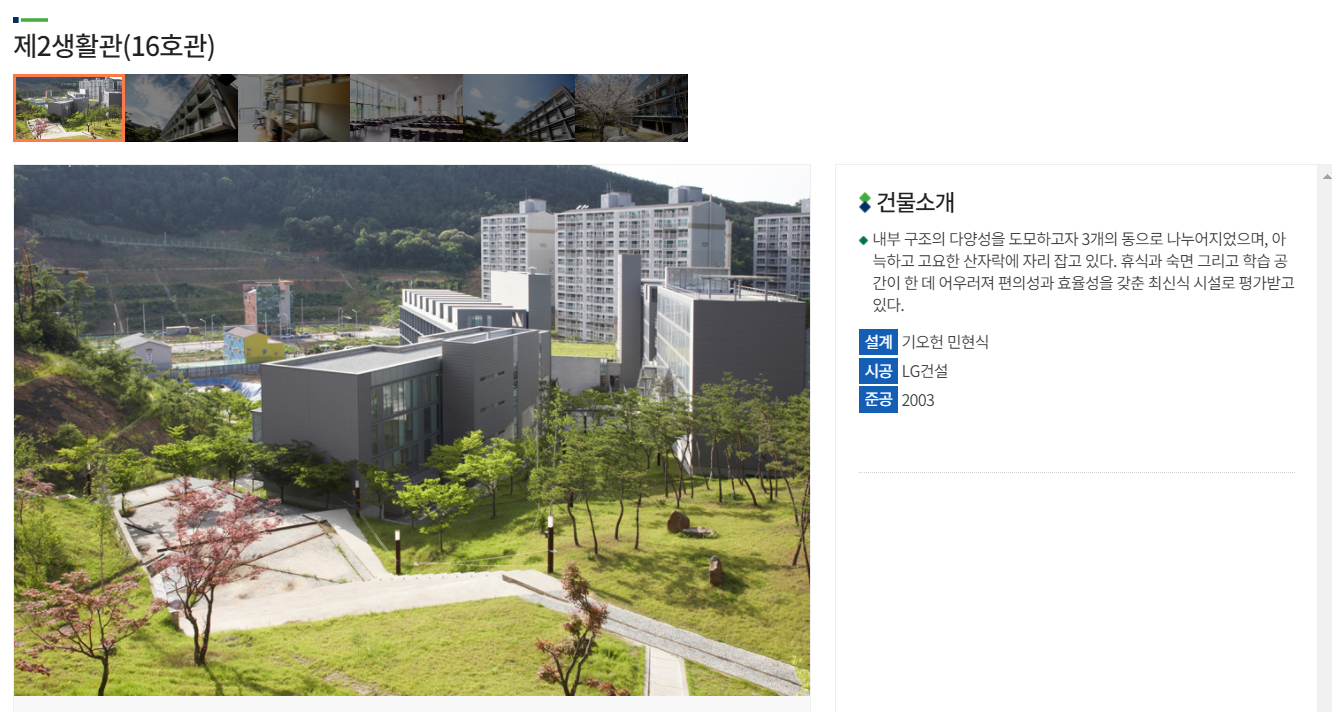 제2생활관(16호관)
건물소개
내부 구조의 다양성을 도모하고자 3개의 동으로 나누어지었으며, 아
늑하고 고요한 산자락에 자리 잡고 있다. 휴식과 숙면 그리고 학습 공
간이 한 데 어우러져 편의성과 효율성을 갖춘 최신식 시설로 평가받고
있다.
설계 기오헌 민현식
시공 LG건설
준공 2003